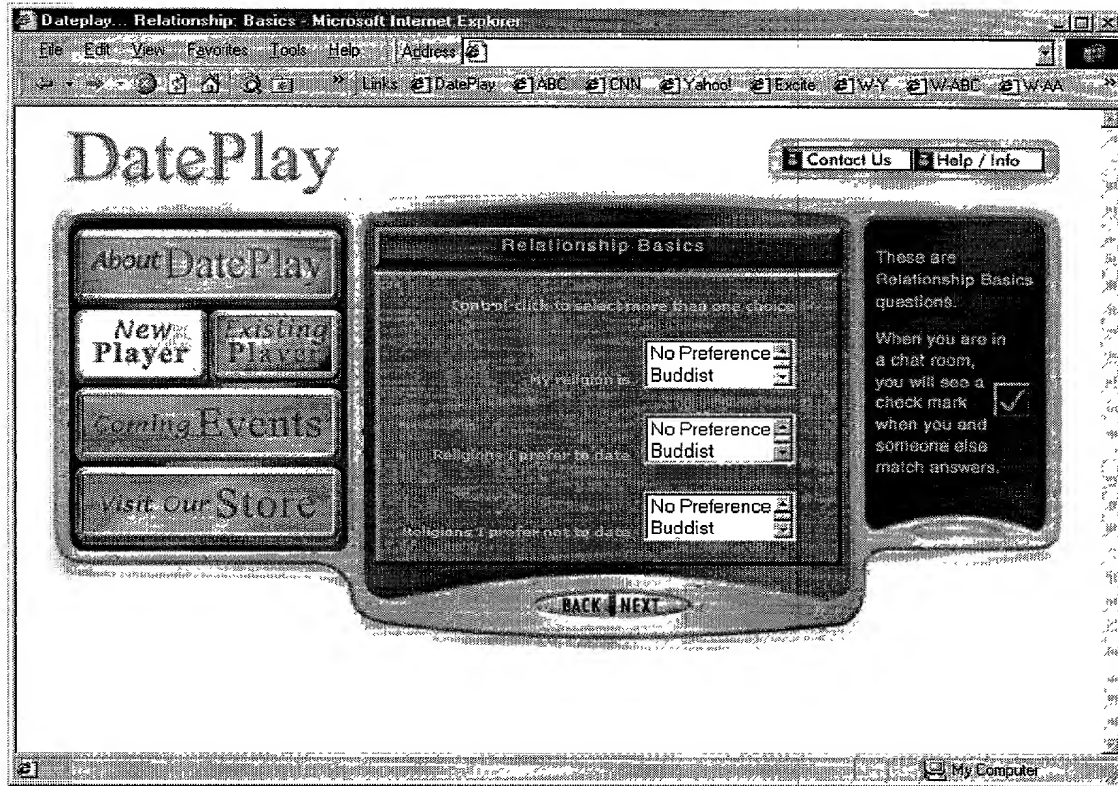 Dateplay... Relationship: Basics - Microsoft Internet Explorer
File Edit View Favorites Tools Help Address
» Links DatePlay ABC CNN Yahoo! Excite W-Y W-ABC W-AA »
DatePlay
Contact Us Help / Info
About DatePlay
New Player
Existing Player
Coming Events
Visit Our Store
Relationship Basics
Control-click to select more than one choice
My religion is
No Preference
Buddist
Religions I prefer to date
No Preference
Buddist
Religions I prefer not to date
No Preference
Buddist
BACK NEXT
These are
Relationship Basics
questions.
When you are in
a chat room,
you will see a
check mark
when you and
someone else
match answers.
My Computer